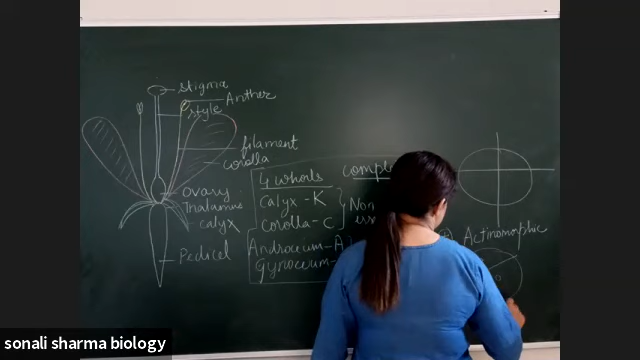 stigma
Anther
style
filament
corolla
ovary
Thalamus
calyx
Pedicel
4 whorls
Calyx - K
Corolla - C
Non
Androecium - A
Gynoecium -
Actinomorphic
sonali sharma biology